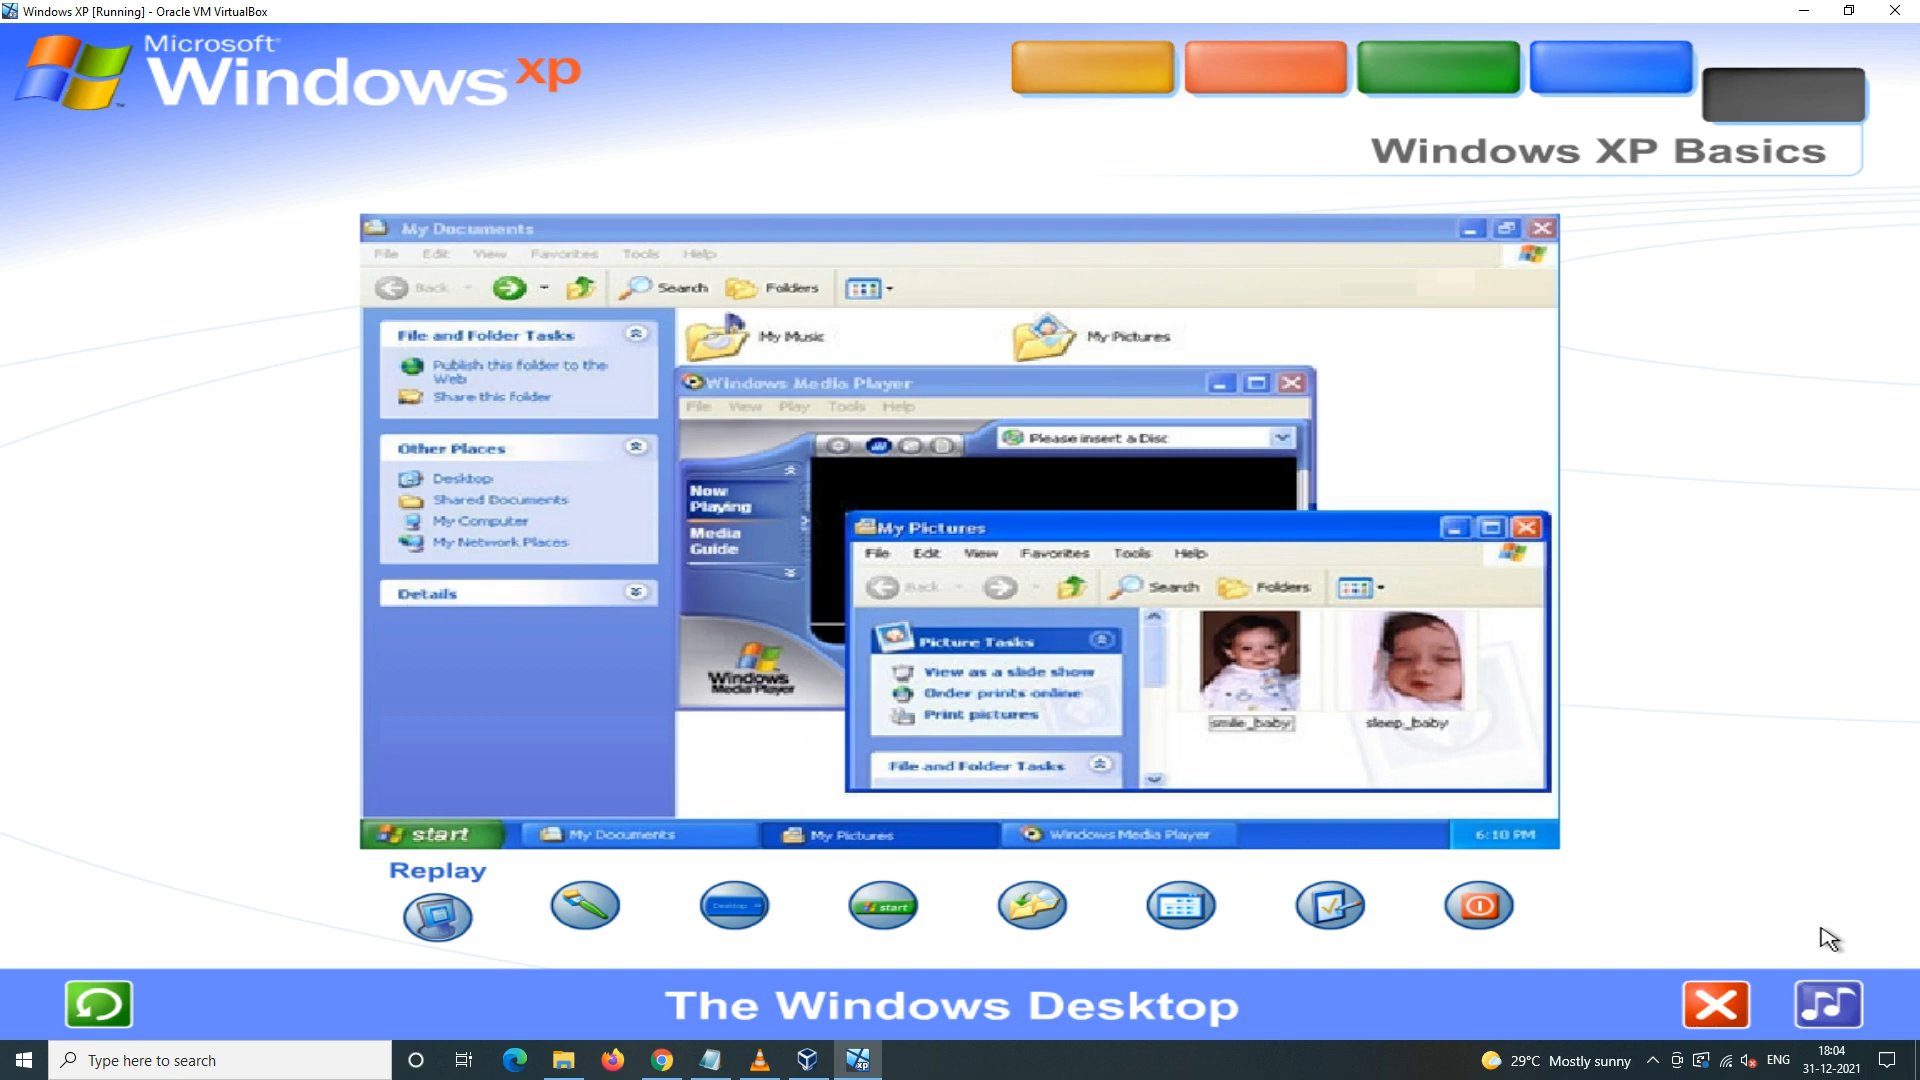 Windows XP [Running] - Oracle VM VirtualBox
Microsoft®
Windows® xp
Windows XP Basics
My Documents
File Edit View Favorites Tools Help
Back Search Folders
File and Folder Tasks
Publish this folder to the
Web
Share this folder
Other Places
Desktop
Shared Documents
My Computer
My Network Places
Details
My Music
My Pictures
Windows Media Player
File View Play Tools Help
Please insert a Disc
Now
Playing
Media
Guide
Windows
Media Player
My Pictures
File Edit View Favorites Tools Help
Back Search Folders
Picture Tasks
View as a slide show
Order prints online
Print pictures
File and Folder Tasks
smile_baby
sleep_baby
start My Documents My Pictures Windows Media Player 6:10 PM
Replay
Desktop
start
The Windows Desktop
Type here to search
xp
29°C Mostly sunny
ENG
18:04
31-12-2021